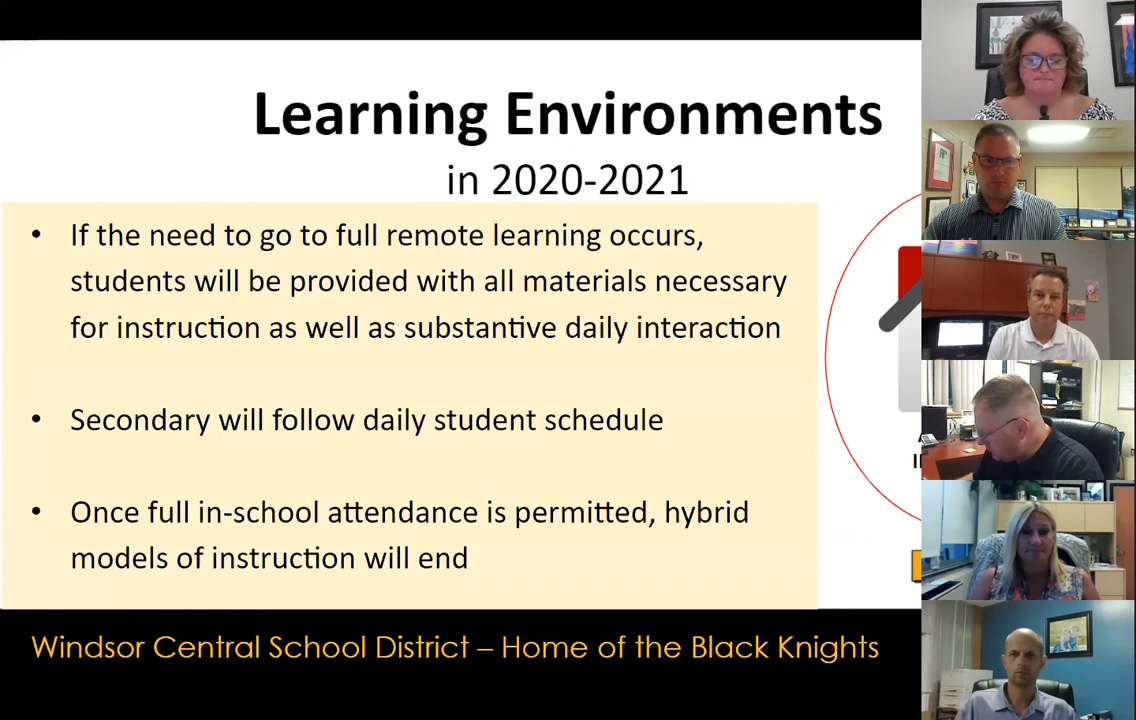 Learning Environments
in 2020-2021
• If the need to go to full remote learning occurs,
students will be provided with all materials necessary
for instruction as well as substantive daily interaction
• Secondary will follow daily student schedule
• Once full in-school attendance is permitted, hybrid
models of instruction will end
Windsor Central School District – Home of the Black Knights